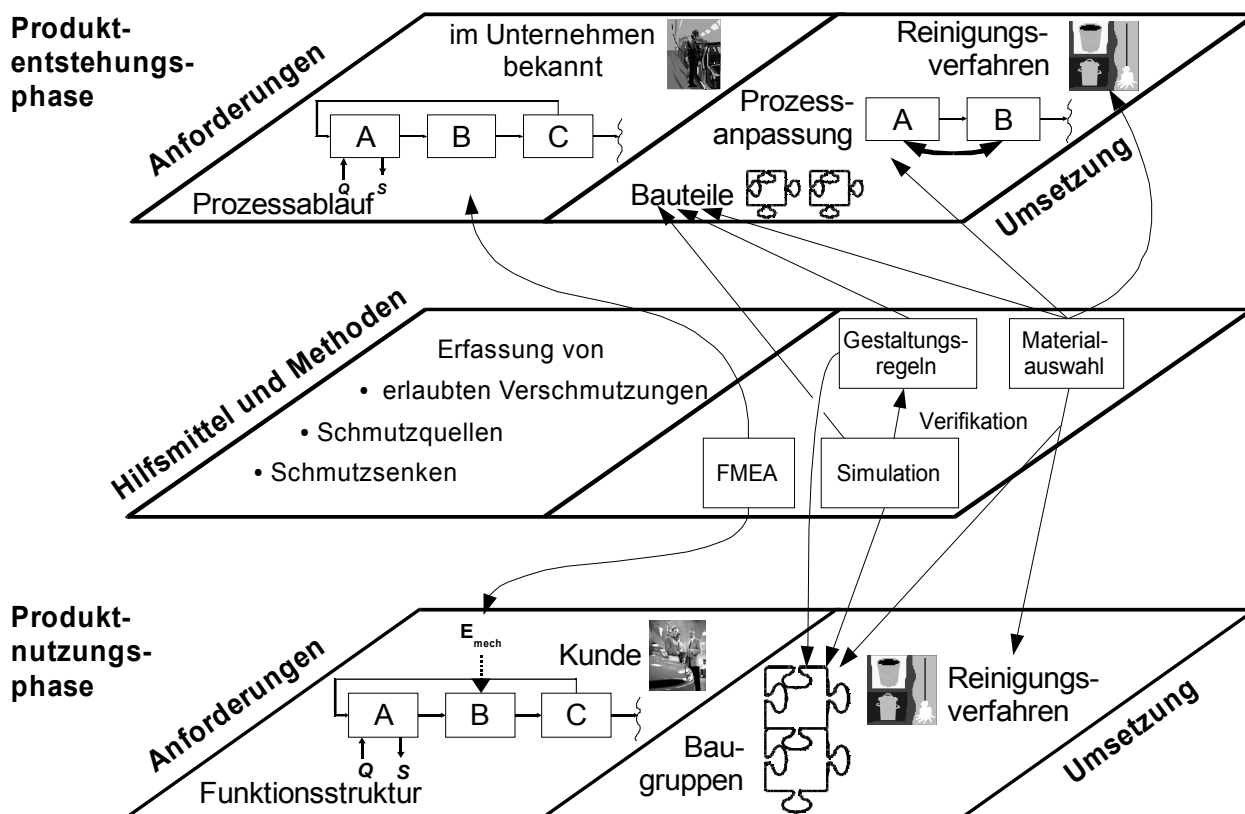 Produkt-
entstehungs-
phase
Anforderungen
im Unternehmen
bekannt
A
B
C
Q
S
Prozessablauf
Reinigungs-
verfahren
Prozess-
anpassung
A
B
Bauteile
Umsetzung
Hilfsmittel und Methoden
Erfassung von
• erlaubten Verschmutzungen
• Schmutzquellen
• Schmutzsenken
Gestaltungs-
regeln
Material-
auswahl
Verifikation
FMEA
Simulation
Produkt-
nutzungs-
phase
Anforderungen
E mech
Kunde
A
B
C
Q
S
Funktionsstruktur
Bau-
gruppen
Reinigungs-
verfahren
Umsetzung